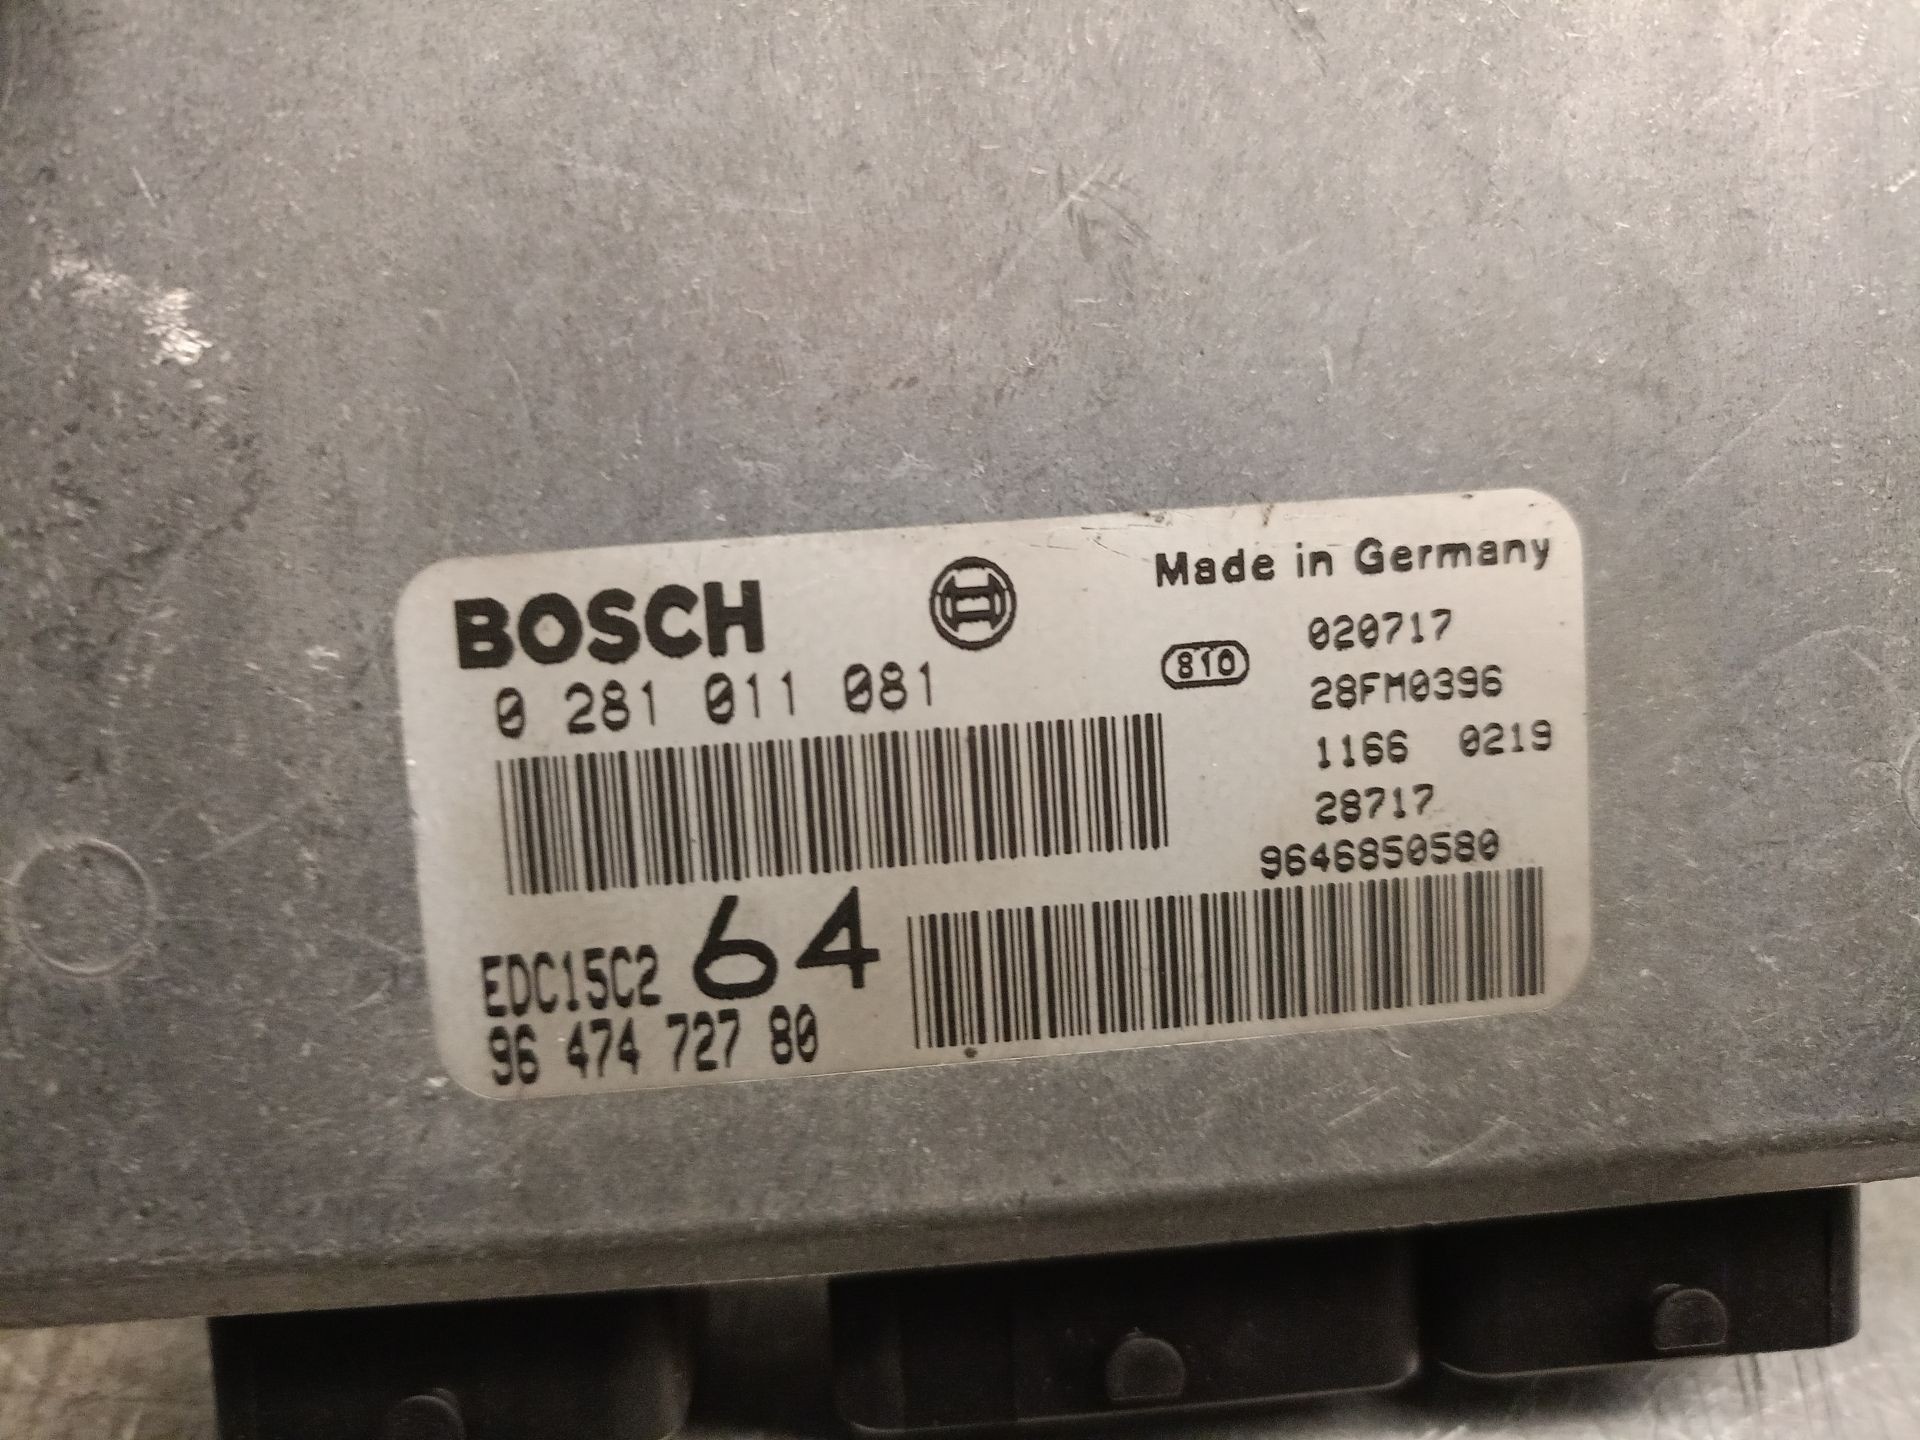 BOSCH
Made in Germany
0 281 011 081
810
020717
28FM0396
1166 0219
28717
9646850580
EDC15C2 64
96 474 727 80